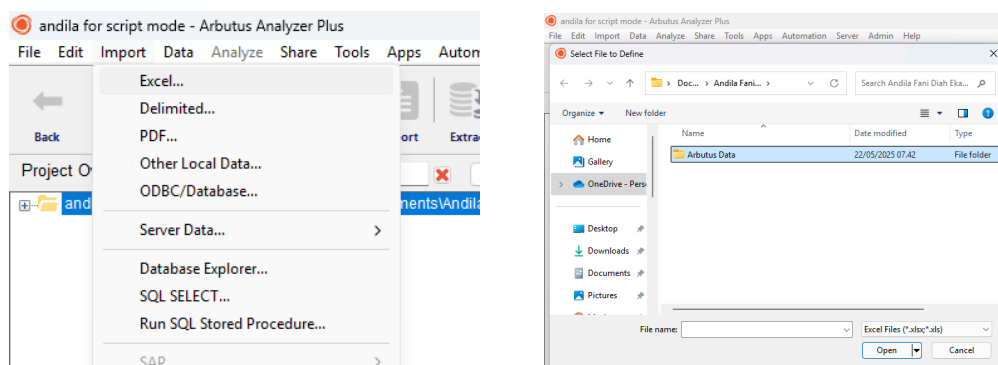 andila for script mode - Arbutus Analyzer Plus
File Edit Import Data Analyze Share Tools Apps Autom
Excel...
Delimited...
PDF...
Other Local Data...
ODBC/Database...
Server Data...
Database Explorer...
SQL SELECT...
Run SQL Stored Procedure...
SAP
Back
ort
Extra
Project O
and
nents\Andila
andila for script mode - Arbutus Analyzer Plus
File Edit Import Data Analyze Share Tools Apps Automation Server Admin Help
Select File to Define
Doc... Andila Fani...
Search Andila Fani Diah Eka...
Organize New folder
Name Date modified Type
Arbutus Data 22/05/2025 07.42 File folder
Home
Gallery
OneDrive - Pers
Desktop
Downloads
Documents
Pictures
File name: Excel Files (*.xlsx;*.xls)
Open Cancel